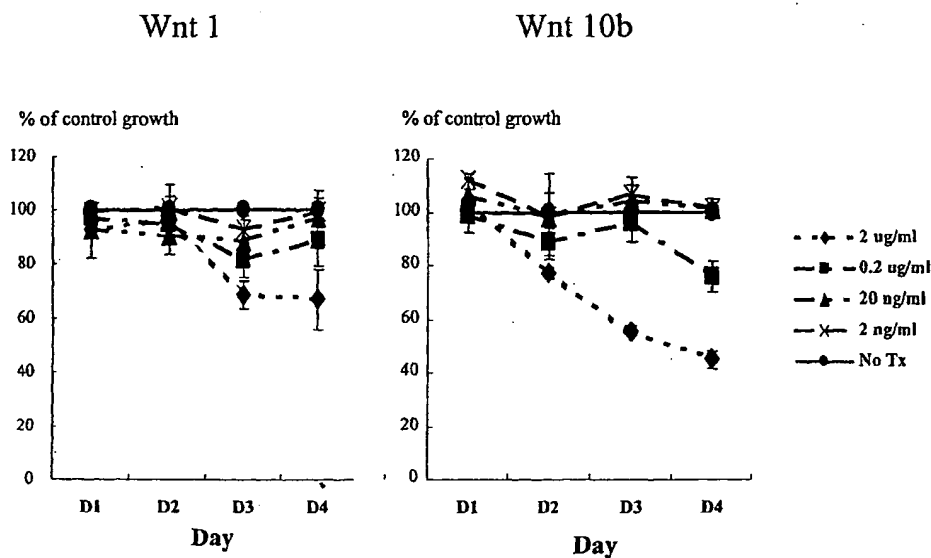 Wnt 1
Wnt 10b
% of control growth
% of control growth
120
100
80
60
40
20
0
D1 D2 D3 D4
Day
120
100
80
60
40
20
0
D1 D2 D3 D4
Day
2 ug/ml
0.2 ug/ml
20 ng/ml
2 ng/ml
No Tx